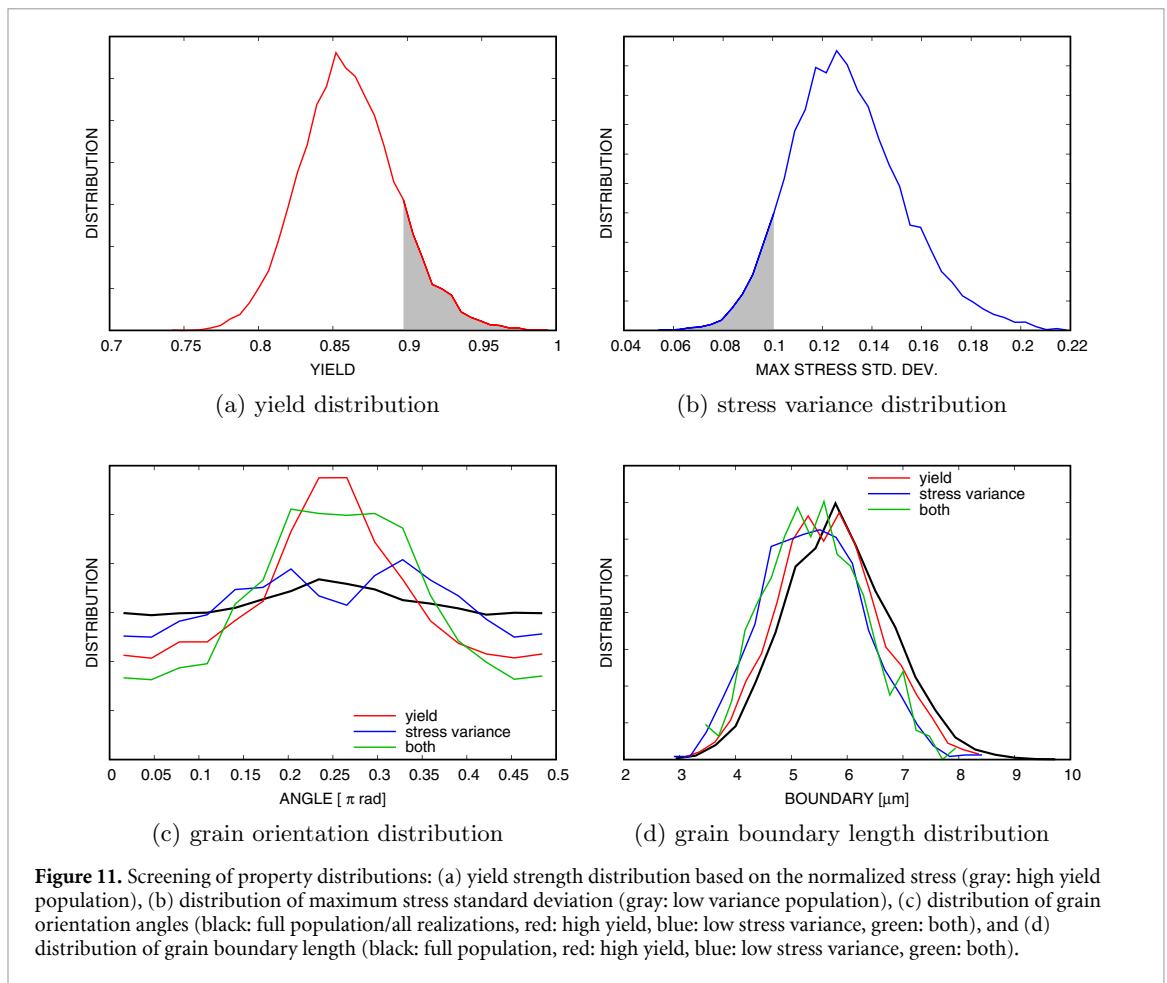 DISTRIBUTION
0.7 0.75 0.8 0.85 0.9 0.95 1
YIELD
(a) yield distribution
DISTRIBUTION
0.04 0.06 0.08 0.1 0.12 0.14 0.16 0.18 0.2 0.22
MAX STRESS STD. DEV.
(b) stress variance distribution
DISTRIBUTION
yield
stress variance
both
0 0.05 0.1 0.15 0.2 0.25 0.3 0.35 0.4 0.45 0.5
ANGLE [ π rad]
(c) grain orientation distribution
DISTRIBUTION
yield
stress variance
both
2 3 4 5 6 7 8 9 10
BOUNDARY [μm]
(d) grain boundary length distribution
Figure 11. Screening of property distributions: (a) yield strength distribution based on the normalized stress (gray: high yield
population), (b) distribution of maximum stress standard deviation (gray: low variance population), (c) distribution of grain
orientation angles (black: full population/all realizations, red: high yield, blue: low stress variance, green: both), and (d)
distribution of grain boundary length (black: full population, red: high yield, blue: low stress variance, green: both).